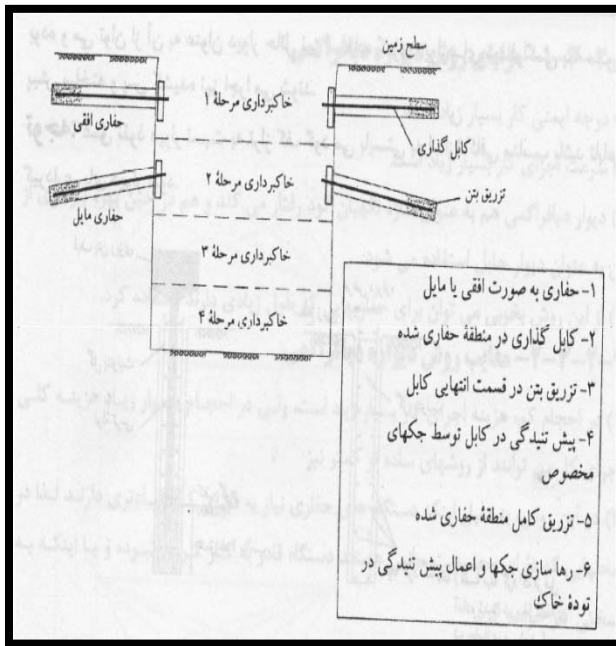 سطح زمین
خاکبرداری مرحلهٔ ۱
حفاری افقی
کابل گذاری
خاکبرداری مرحلهٔ ۲
تزریق بتن
حفاری مایل
خاکبرداری مرحلهٔ ۳
خاکبرداری مرحلهٔ ۴
۱- حفاری به صورت افقی یا مایل
۲- کابل گذاری در منطقهٔ حفاری شده
۳- تزریق بتن در قسمت انتهایی کابل
۴- پیش تنیدگی در کابل توسط جکهای
مخصوص
۵- تزریق کامل منطقهٔ حفاری شده
۶- رها سازی جکها و اعمال پیش تنیدگی در
تودهٔ خاک